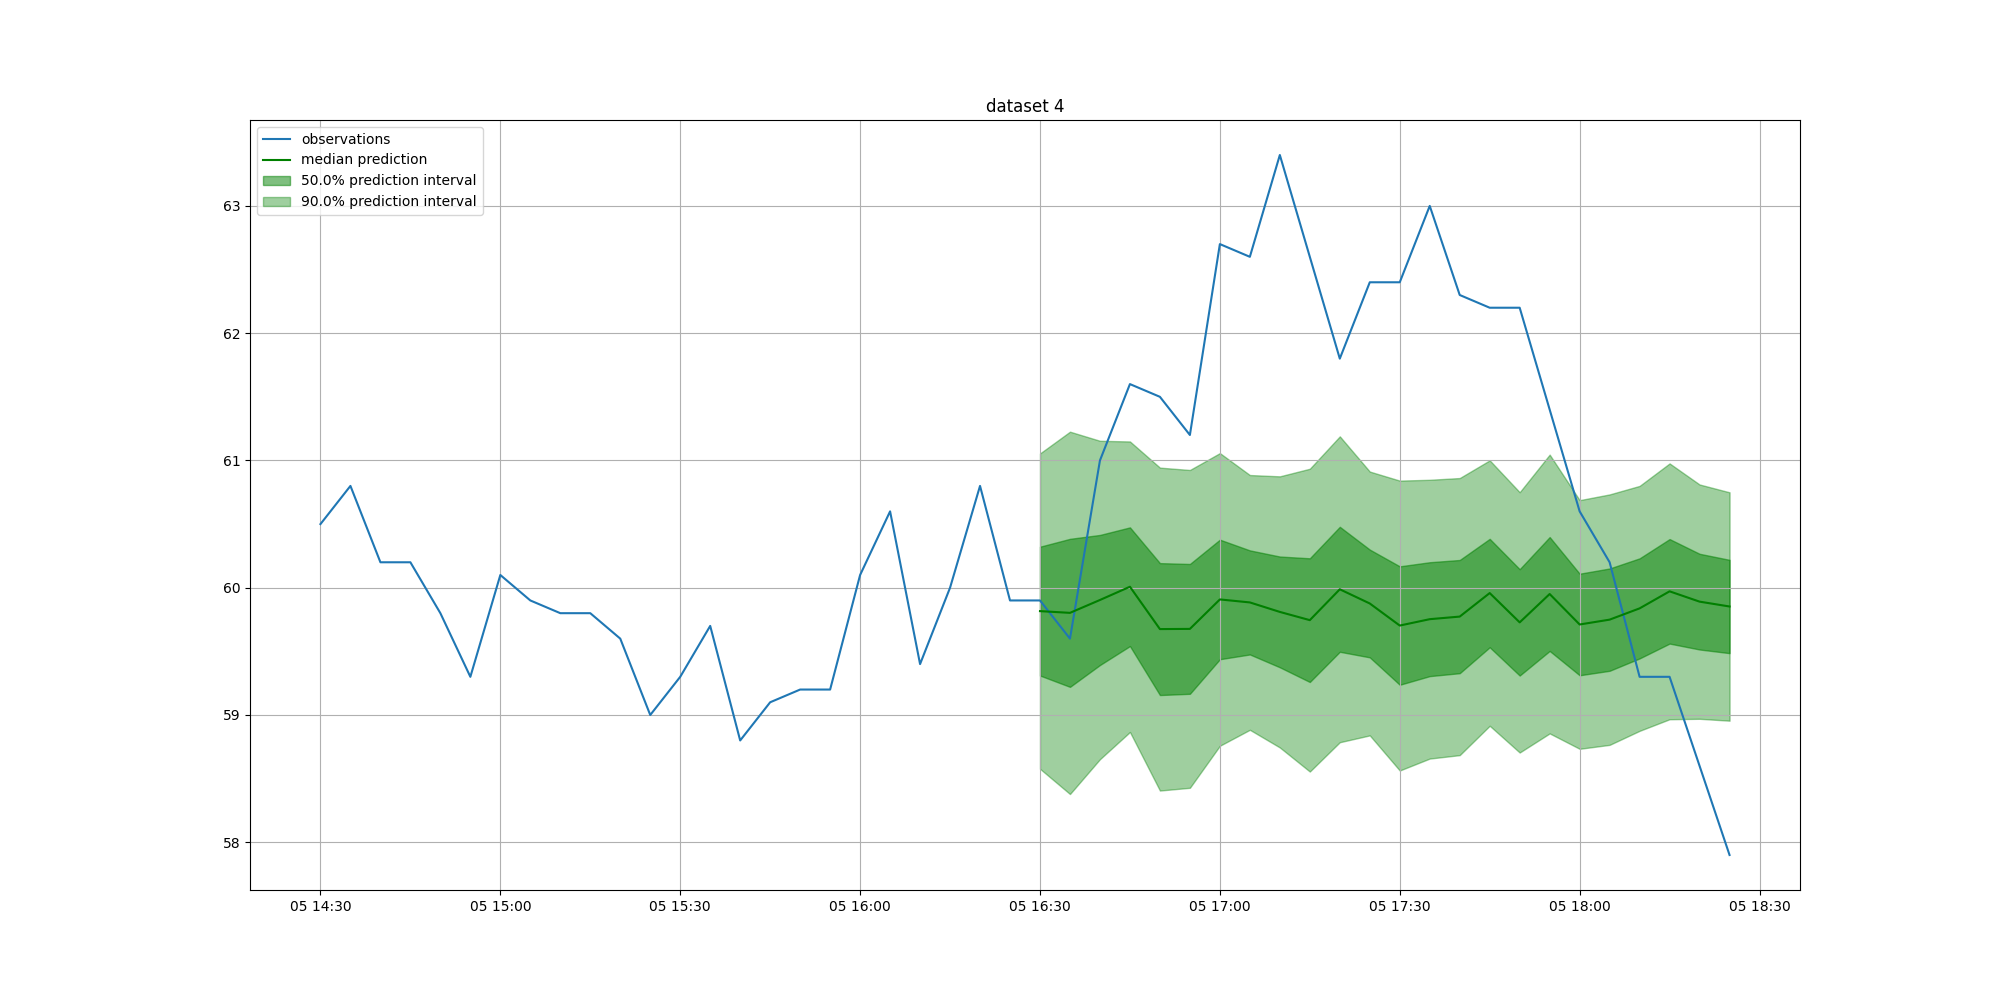 dataset 4
observations
median prediction
50.0% prediction interval
90.0% prediction interval
63
62
61
60
59
58
05 14:30 05 15:00 05 15:30 05 16:00 05 16:30 05 17:00 05 17:30 05 18:00 05 18:30